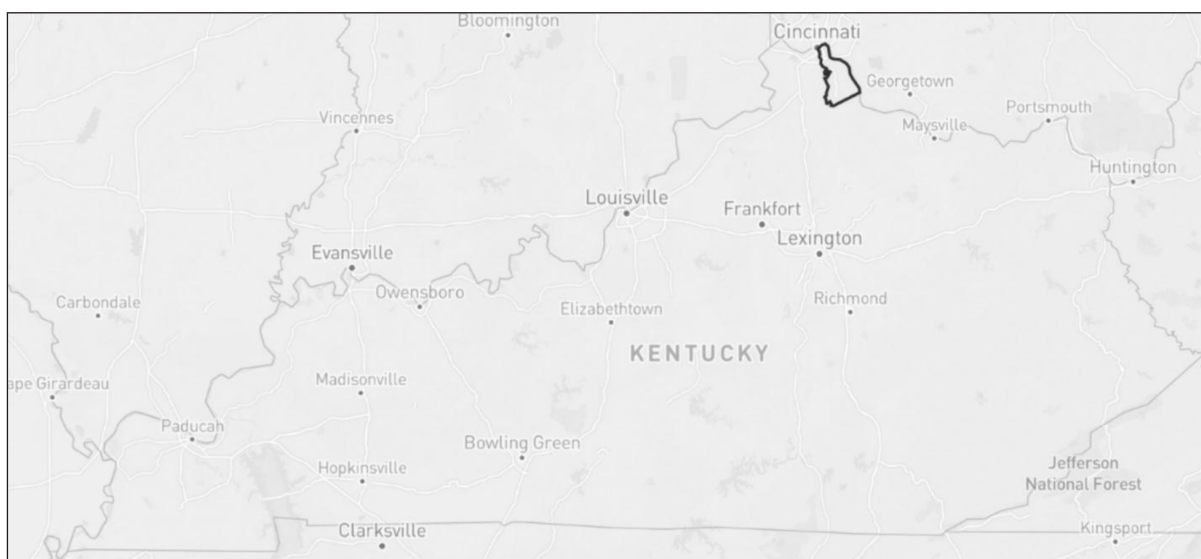 Bloomington
Cincinnati
Georgetown
Portsmouth
Vincennes
Maysville
Huntington
Louisville
Frankfort
Lexington
Evansville
Owensboro
Carbondale
Elizabethtown
Richmond
KENTUCKY
ape Girardeau
Madisonville
Paducah
Bowling Green
Hopkinsville
Jefferson
National Forest
Clarksville
Kingsport